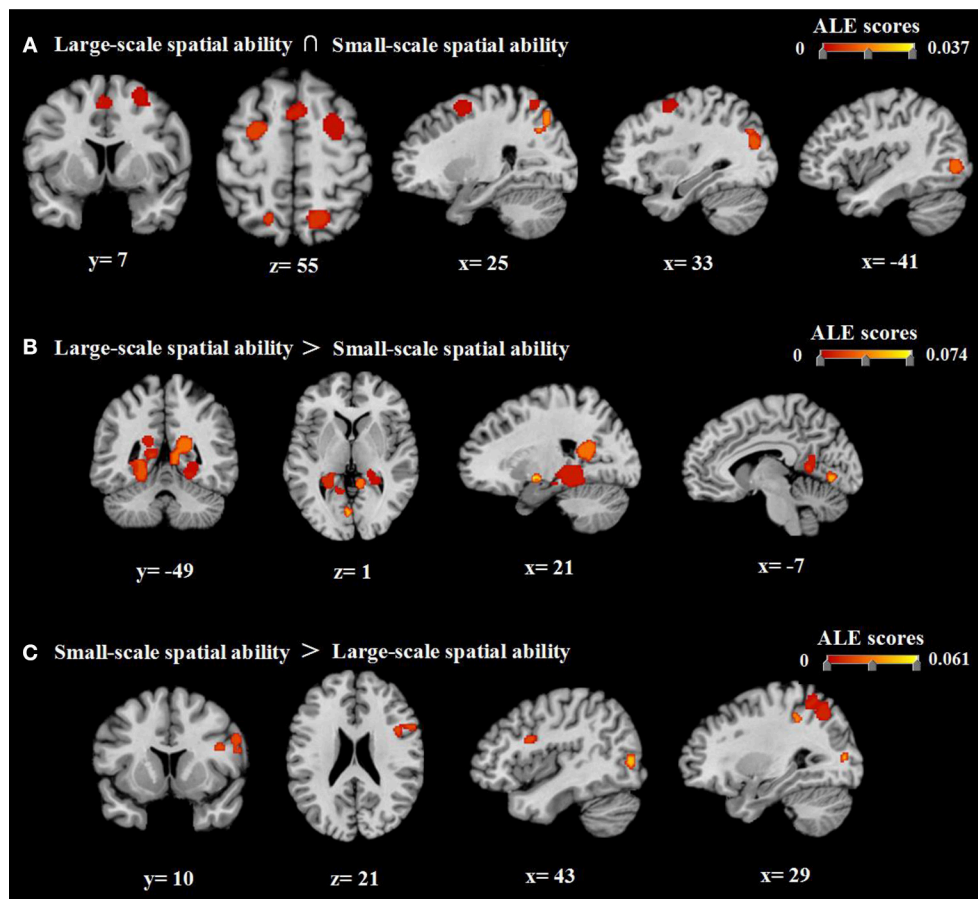 A Large-scale spatial ability ∩ Small-scale spatial ability
ALE scores
0 0.037
y= 7 z= 55 x= 25 x= 33 x= -41
B Large-scale spatial ability > Small-scale spatial ability
ALE scores
0 0.074
y= -49 z= 1 x= 21 x= -7
C Small-scale spatial ability > Large-scale spatial ability
ALE scores
0 0.061
y= 10 z= 21 x= 43 x= 29